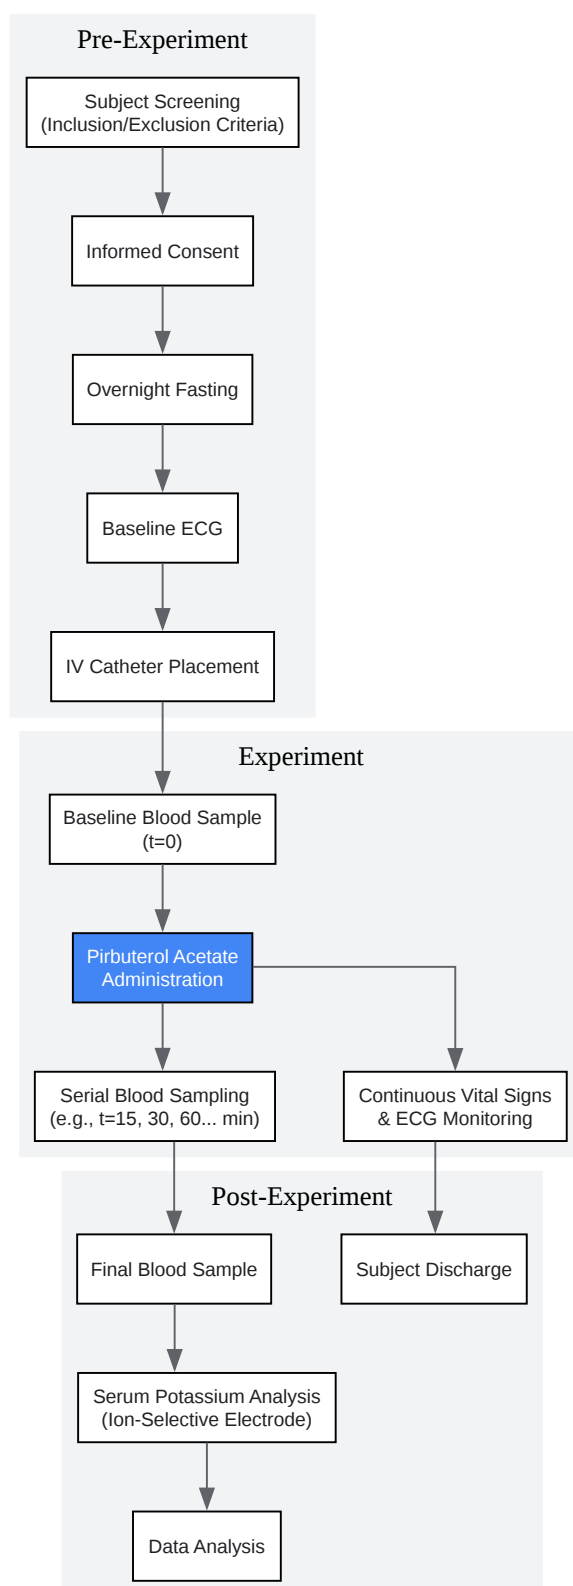 Pre-Experiment
Subject Screening
(Inclusion/Exclusion Criteria)
Informed Consent
Overnight Fasting
Baseline ECG
IV Catheter Placement
Experiment
Baseline Blood Sample
(t=0)
Pirbuterol Acetate
Administration
Serial Blood Sampling
(e.g., t=15, 30, 60... min)
Continuous Vital Signs
& ECG Monitoring
Post-Experiment
Final Blood Sample
Subject Discharge
Serum Potassium Analysis
(Ion-Selective Electrode)
Data Analysis